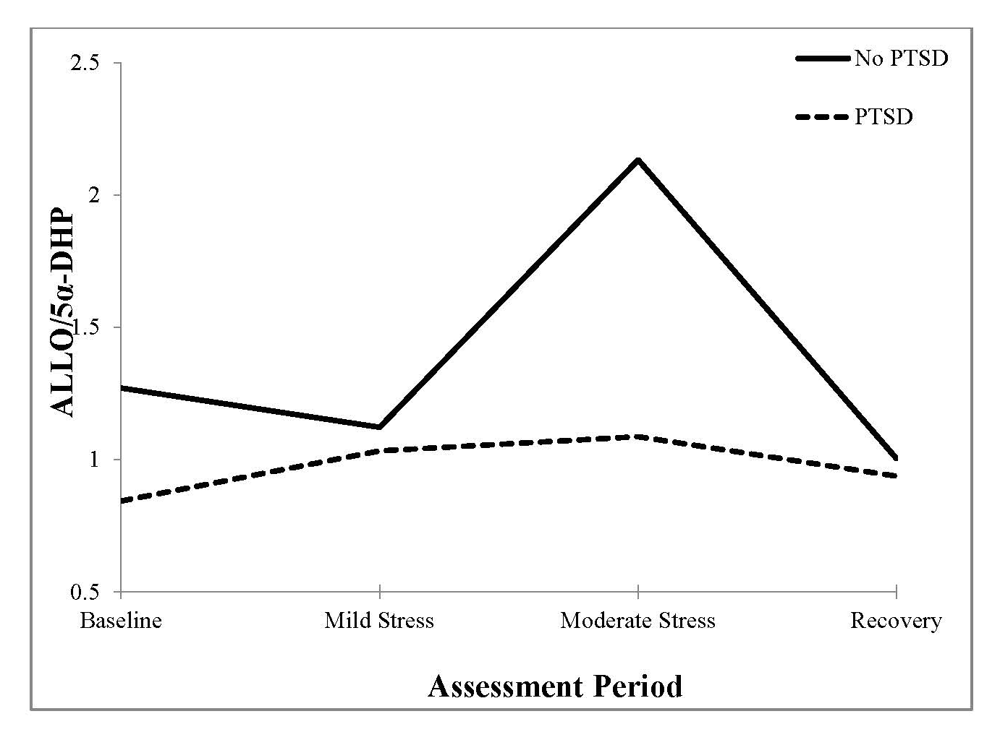 No PTSD
PTSD
2.5
2
1.5
1
0.5
ALLO/5α-DHP
Baseline
Mild Stress
Moderate Stress
Recovery
Assessment Period